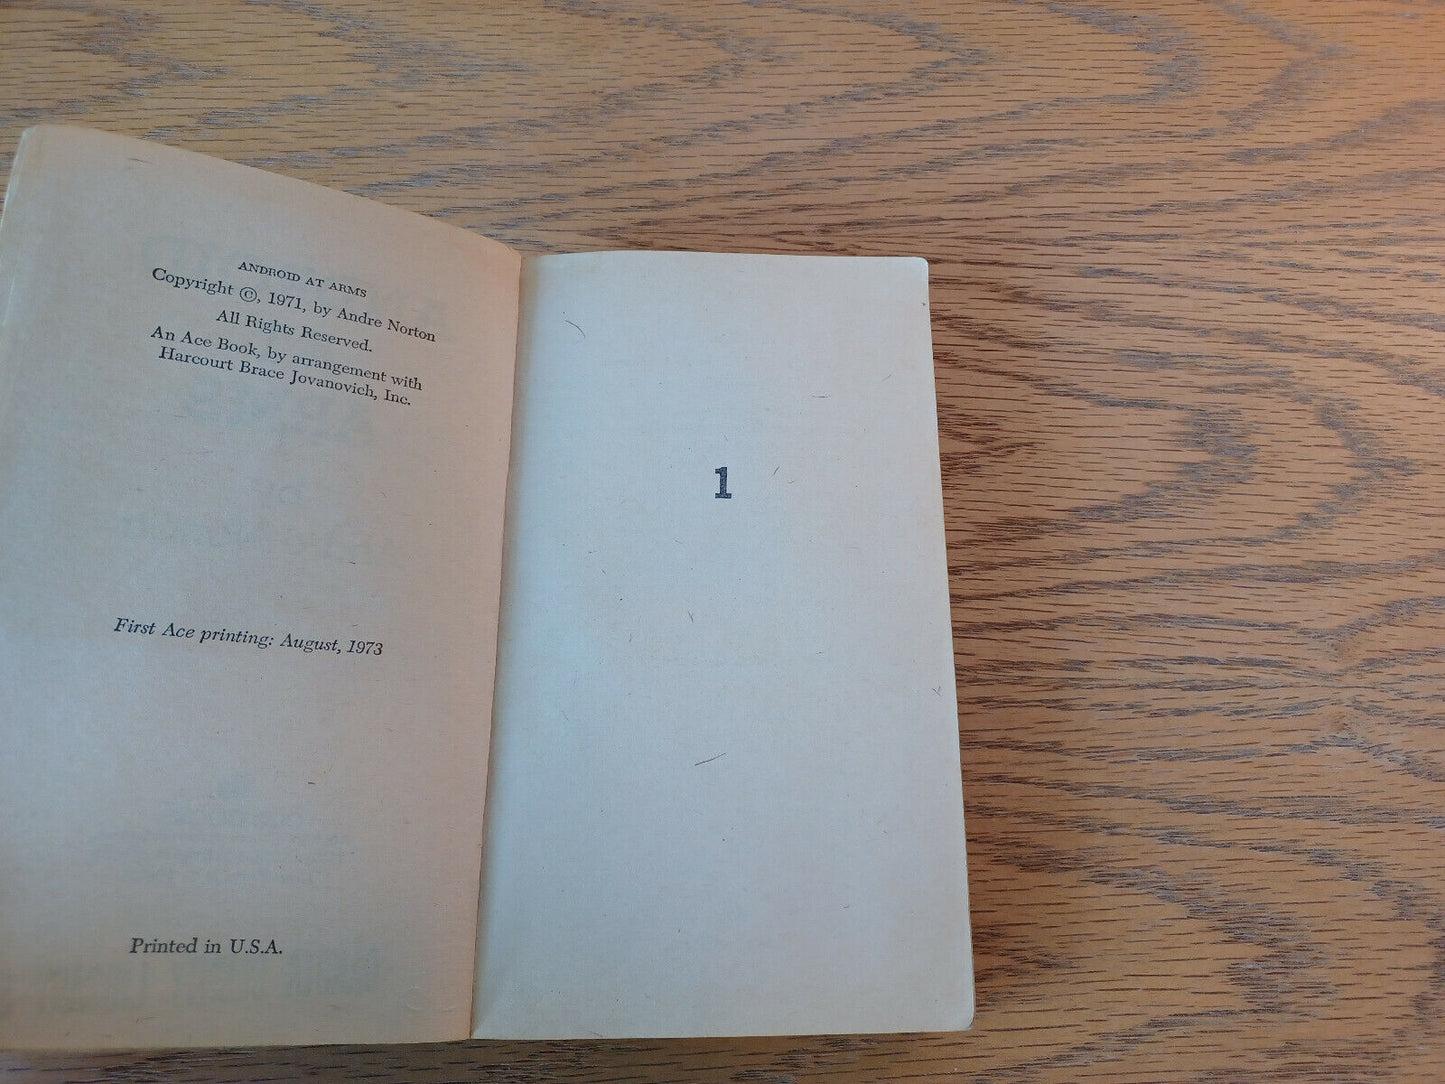 ANDROID AT ARMS
Copyright ©, 1971, by Andre Norton
All Rights Reserved.
An Ace Book, by arrangement with
Harcourt Brace Jovanovich, Inc.
First Ace printing: August, 1973
Printed in U.S.A.
1